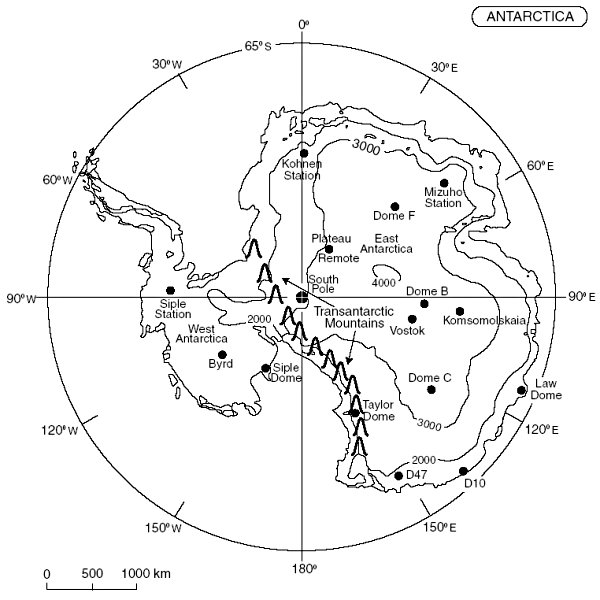 ANTARCTICA
0°
65°S
30°W
30°E
60°W
60°E
3000
Kohnen
Station
Mizuho
Station
Dome F
Plateau
Remote
East
Antarctica
4000
South
Pole
90°W
90°E
Siple
Station
2000
Dome B
Transantarctic
Mountains
Vostok
Komsomolskaia
West
Antarctica
Byrd
Siple
Dome
Dome C
Law
Dome
Taylor
Dome
3000
120°W
120°E
2000
D47
D10
150°W
150°E
180°
0 500 1000 km